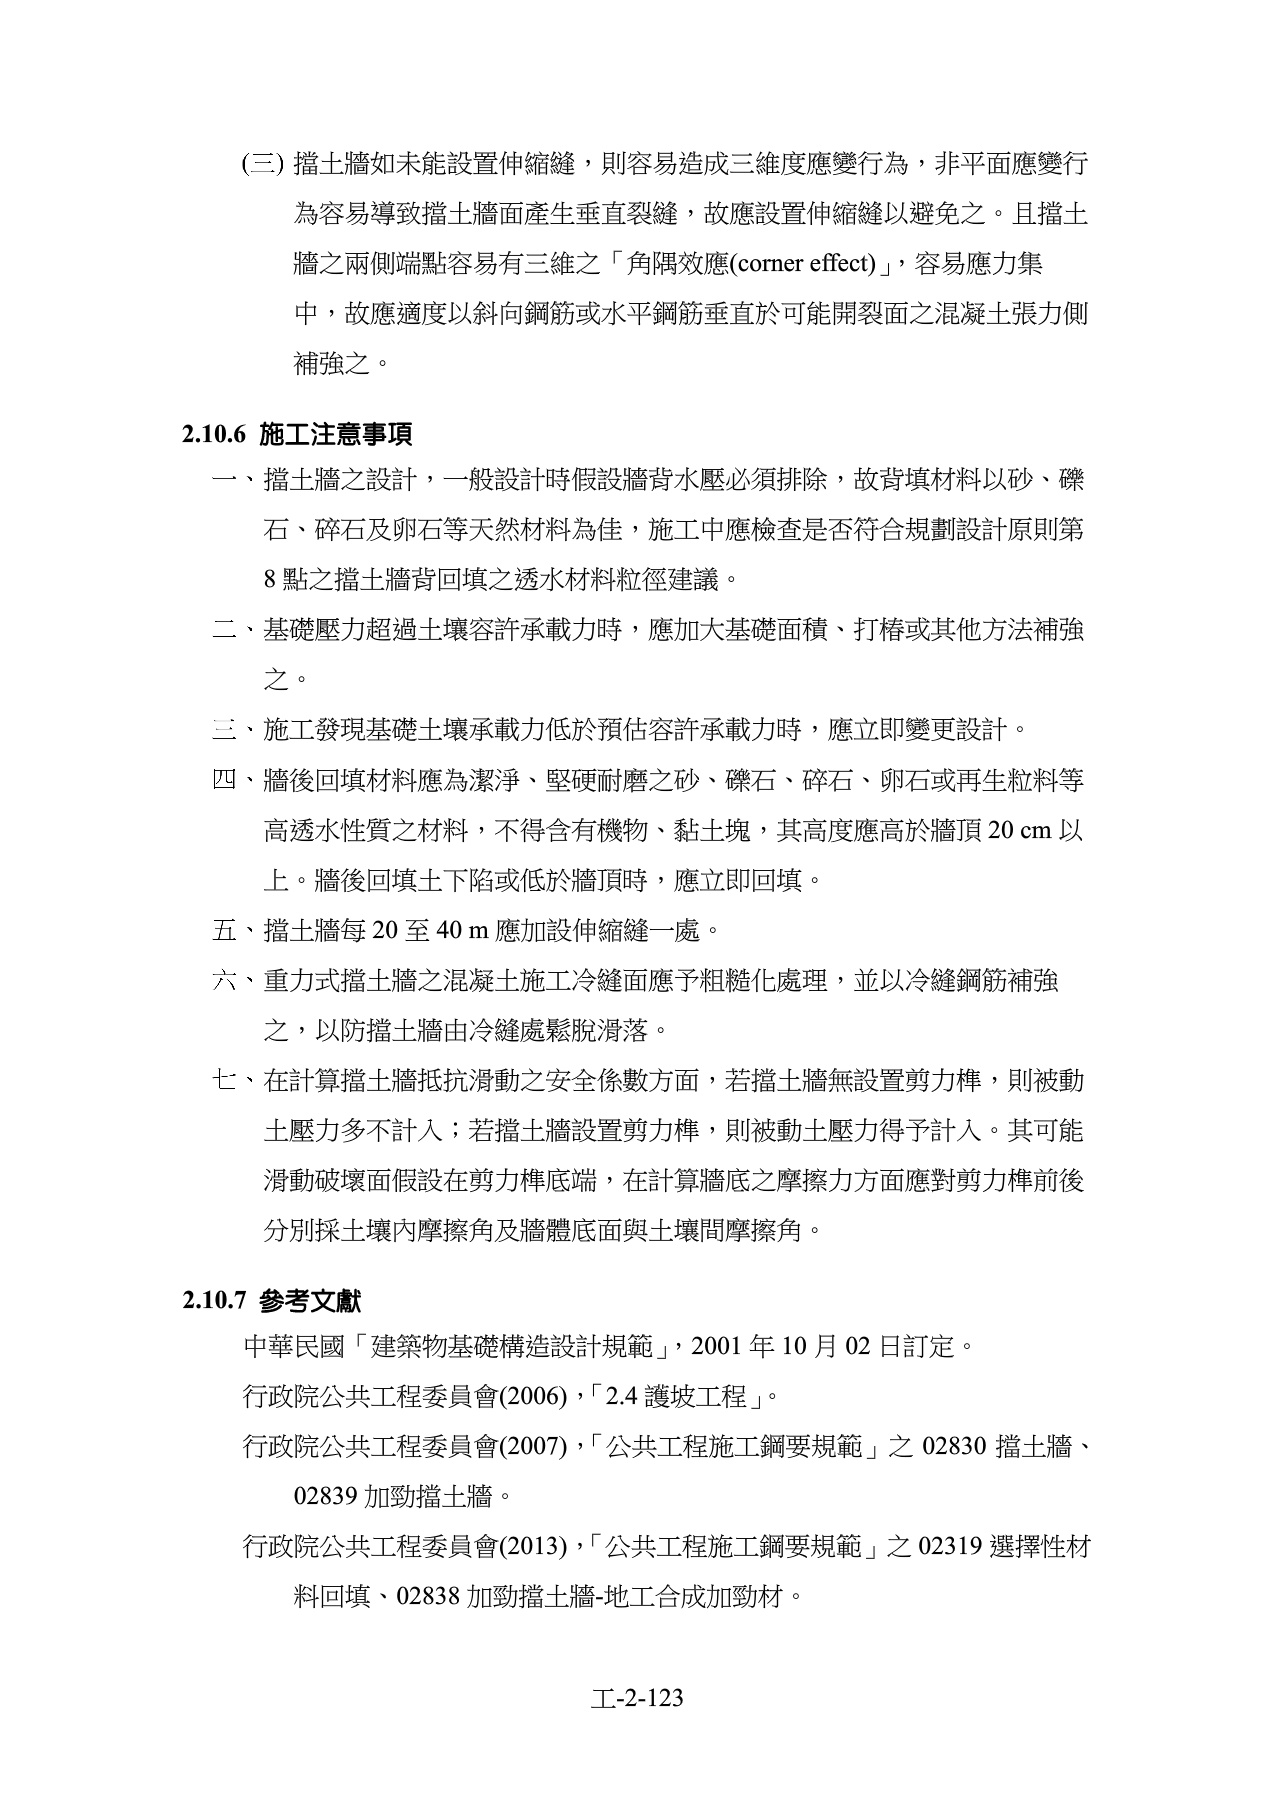 (三) 擋土牆如未能設置伸縮縫，則容易造成三維度應變行為，非平面應變行
為容易導致擋土牆面產生垂直裂縫，故應設置伸縮縫以避免之。且擋土
牆之兩側端點容易有三維之「角隅效應(corner effect)」，容易應力集
中，故應適度以斜向鋼筋或水平鋼筋垂直於可能開裂面之混凝土張力側
補強之。
2.10.6 施工注意事項
一、擋土牆之設計，一般設計時假設牆背水壓必須排除，故背填材料以砂、礫
石、碎石及卵石等天然材料為佳，施工中應檢查是否符合規劃設計原則第
8 點之擋土牆背回填之透水材料粒徑建議。
二、基礎壓力超過土壤容許承載力時，應加大基礎面積、打樁或其他方法補強
之。
三、施工發現基礎土壤承載力低於預估容許承載力時，應立即變更設計。
四、牆後回填材料應為潔淨、堅硬耐磨之砂、礫石、碎石、卵石或再生粒料等
高透水性質之材料，不得含有機物、黏土塊，其高度應高於牆頂 20 cm 以
上。牆後回填土下陷或低於牆頂時，應立即回填。
五、擋土牆每 20 至 40 m 應加設伸縮縫一處。
六、重力式擋土牆之混凝土施工冷縫面應予粗糙化處理，並以冷縫鋼筋補強
之，以防擋土牆由冷縫處鬆脫滑落。
七、在計算擋土牆抵抗滑動之安全係數方面，若擋土牆無設置剪力榫，則被動
土壓力多不計入；若擋土牆設置剪力榫，則被動土壓力得予計入。其可能
滑動破壞面假設在剪力榫底端，在計算牆底之摩擦力方面應對剪力榫前後
分別採土壤內摩擦角及牆體底面與土壤間摩擦角。
2.10.7 參考文獻
中華民國「建築物基礎構造設計規範」，2001 年 10 月 02 日訂定。
行政院公共工程委員會(2006)，「2.4 護坡工程」。
行政院公共工程委員會(2007)，「公共工程施工鋼要規範」之 02830 擋土牆、
02839 加勁擋土牆。
行政院公共工程委員會(2013)，「公共工程施工鋼要規範」之 02319 選擇性材
料回填、02838 加勁擋土牆-地工合成加勁材。
工-2-123